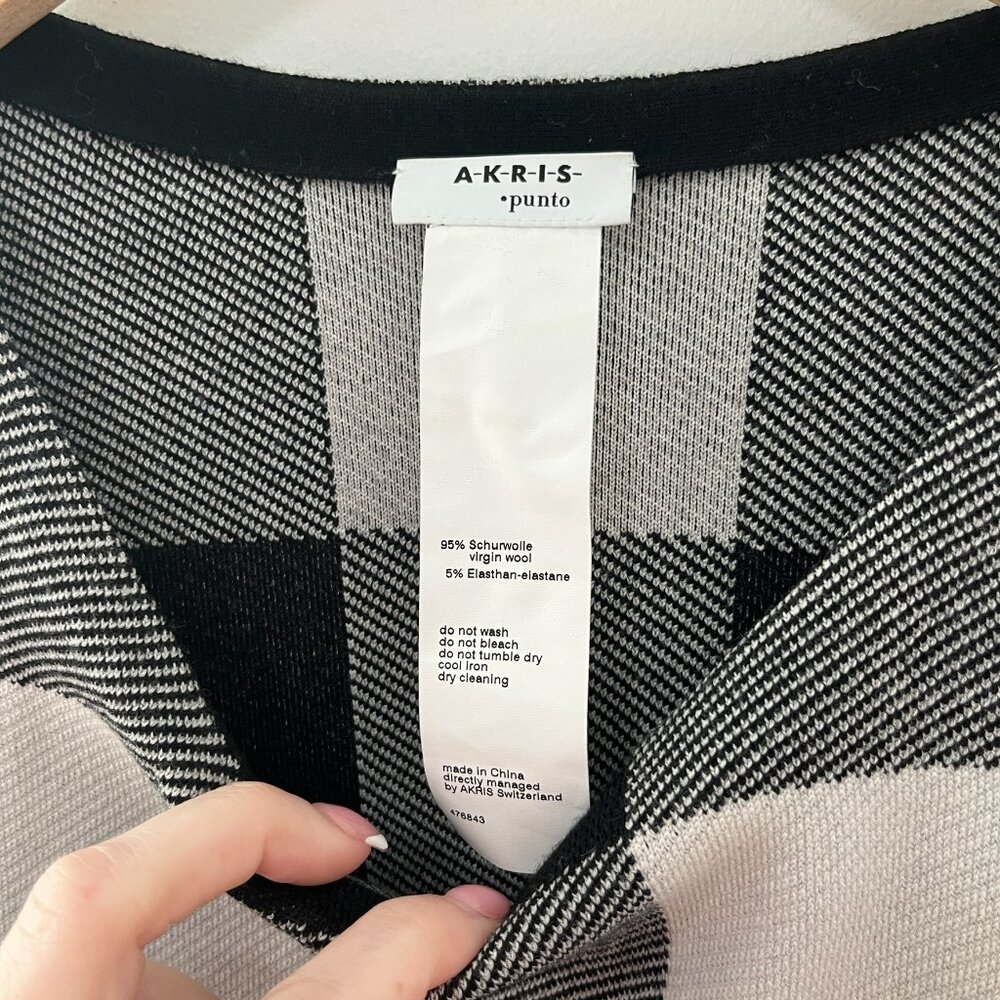 A-K-R-I-S-
•punto
95% Schurwolle
virgin wool
5% Elasthan-elastane
do not wash
do not bleach
do not tumble dry
cool iron
dry cleaning
made in China
directly managed
by AKRIS Switzerland
476843